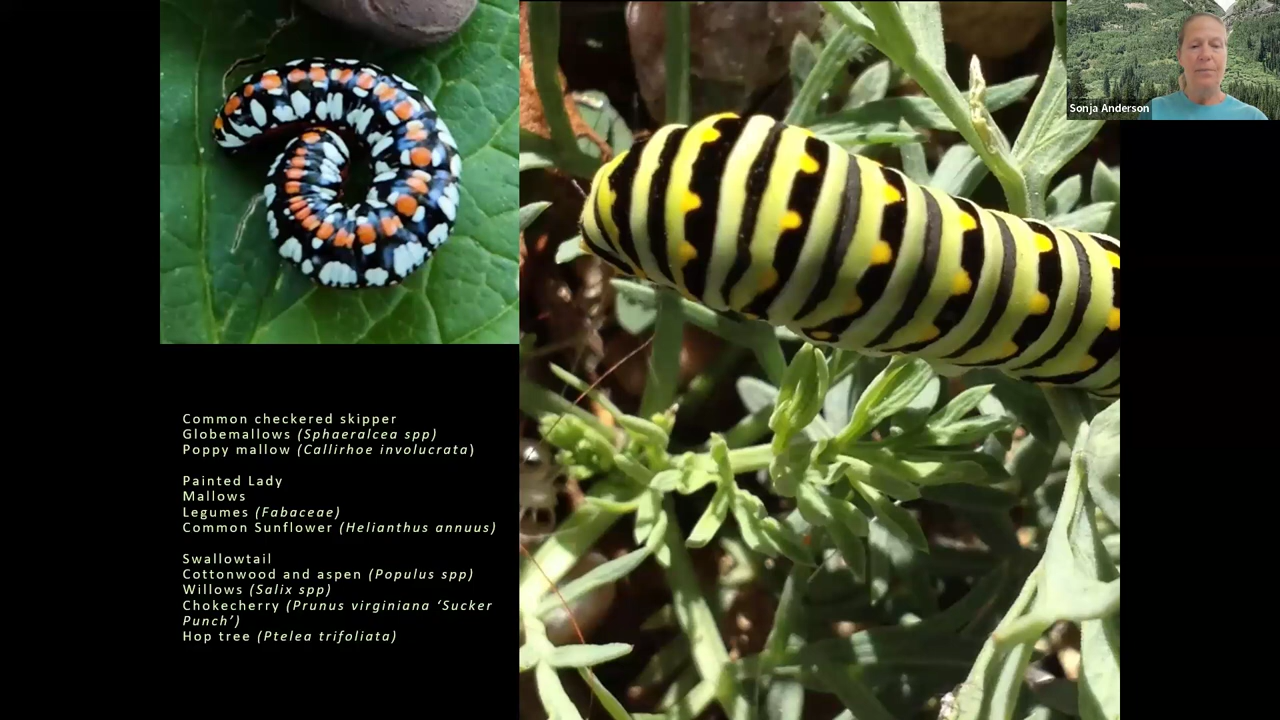 Sonja Anderson
Common checkered skipper
Globemallows (Sphaeralcea spp)
Poppy mallow (Callirhoe involucrata)
Painted Lady
Mallows
Legumes (Fabaceae)
Common Sunflower (Helianthus annuus)
Swallowtail
Cottonwood and aspen (Populus spp)
Willows (Salix spp)
Chokecherry (Prunus virginiana ‘Sucker
Punch’)
Hop tree (Ptelea trifoliata)